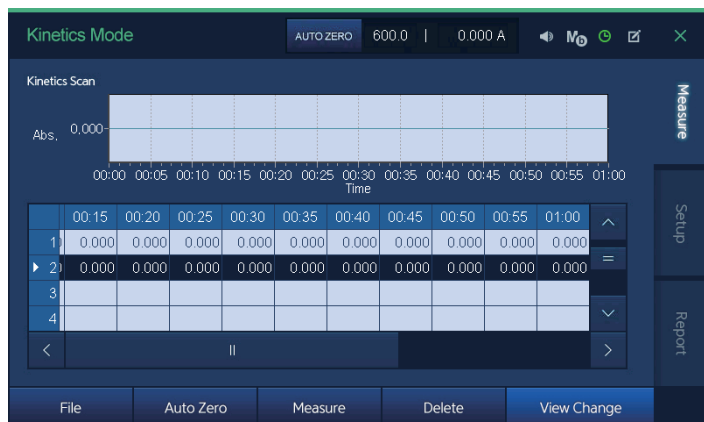 Kinetics Mode AUTO ZERO 600.0 | 0.000 A Mb
Kinetics Scan
Abs. 0.000
00:00 00:05 00:10 00:15 00:20 00:25 00:30 00:35 00:40 00:45 00:50 00:55 01:00
Time
00:15 00:20 00:25 00:30 00:35 00:40 00:45 00:50 00:55 01:00
1 0.000 0.000 0.000 0.000 0.000 0.000 0.000 0.000 0.000 0.000
2 0.000 0.000 0.000 0.000 0.000 0.000 0.000 0.000 0.000 0.000
3
4
Measure
Setup
Report
File Auto Zero Measure Delete View Change